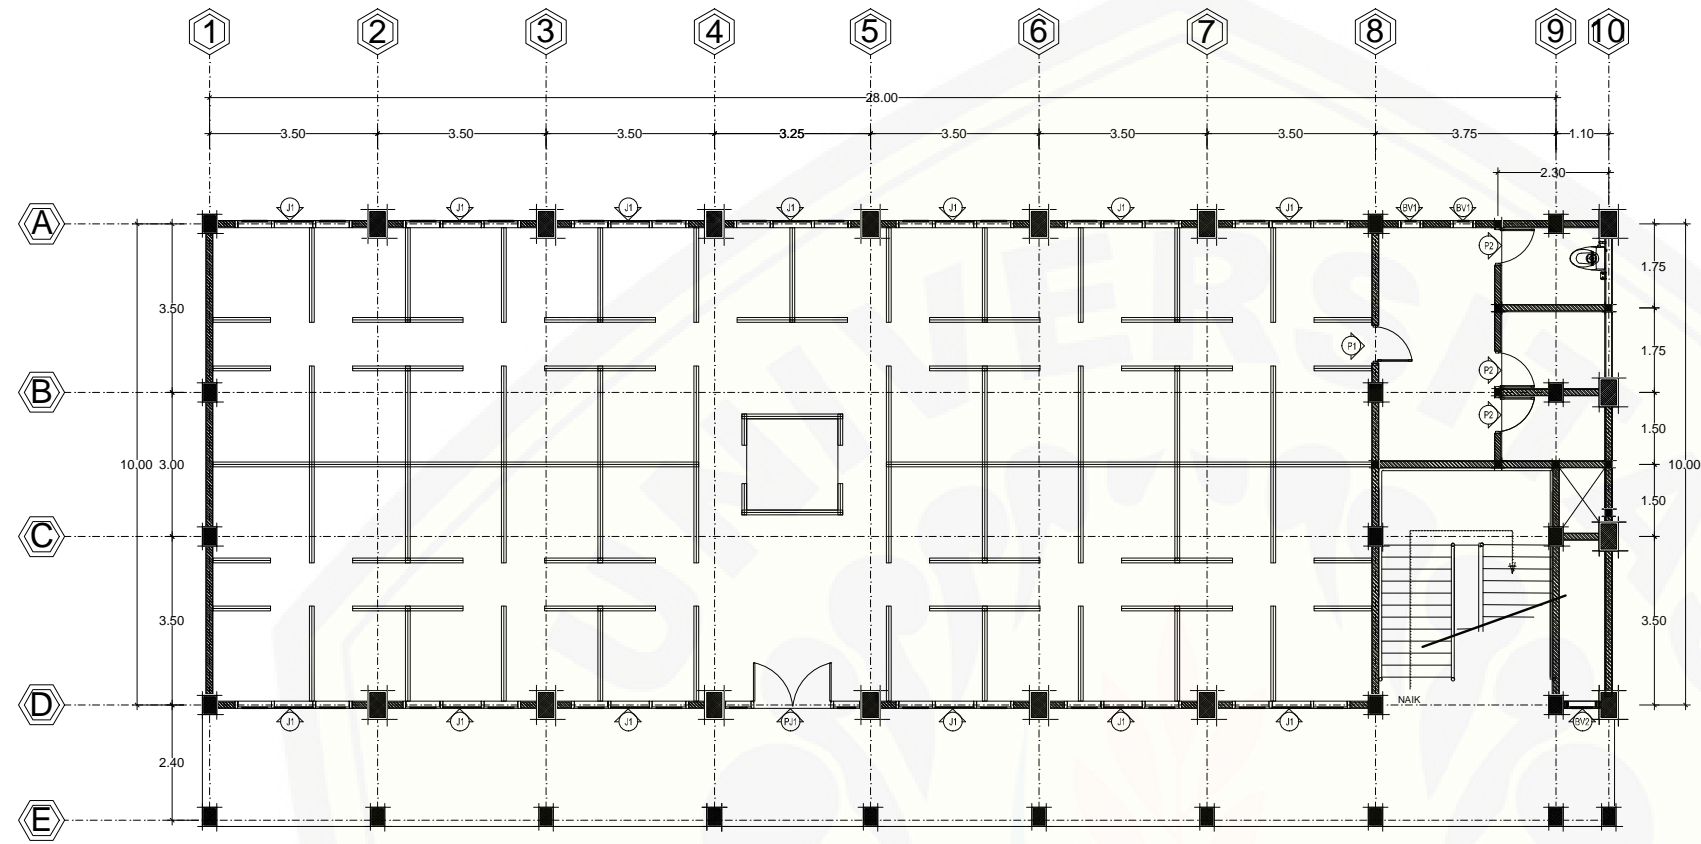 1 2 3 4 5 6 7 8 9 10
28.00
3.50 3.50 3.50 3.25 3.50 3.50 3.50 3.75 1.10
2.30
A J1 J1 J1 J1 J1 J1 J1 BV1 BV1
P2
1.75
3.50
P1
1.75
P2
B
P2
1.50
10.00 3.00 10.00
1.50
C
3.50 3.50
NAIK
D
J1 J1 J1 PJ1 J1 J1 J1 BV2
2.40
E
UNIVERSITA